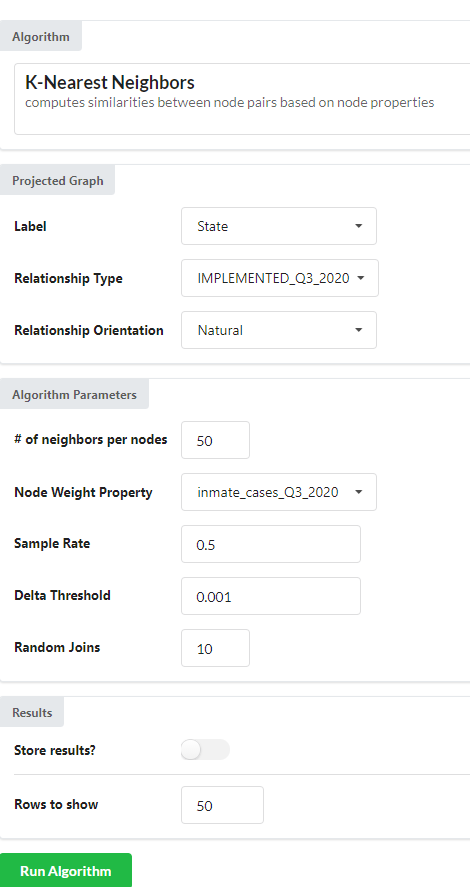 Algorithm
K-Nearest Neighbors
computes similarities between node pairs based on node properties
Projected Graph
Label State
Relationship Type IMPLEMENTED_Q3_2020
Relationship Orientation Natural
Algorithm Parameters
# of neighbors per nodes 50
Node Weight Property inmate_cases_Q3_2020
Sample Rate 0.5
Delta Threshold 0.001
Random Joins 10
Results
Store results?
Rows to show 50
Run Algorithm